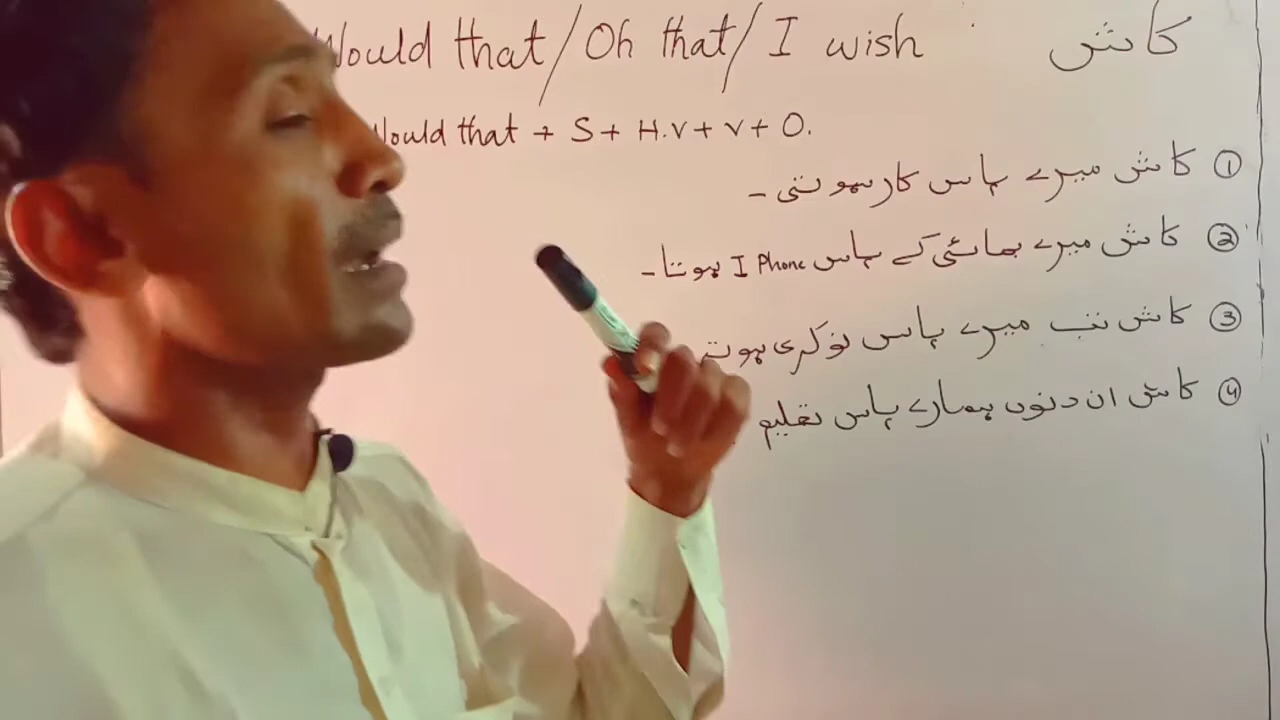 Would that/Oh that/I wish کاش
Would that + S + H.V + V + O.
① کاش میرے پاس کار ہوتی -
② کاش میرے بھائی کے پاس I Phone ہوتا -
③ کاش تب میرے پاس نوکری
④ کاش ان دنوں ہمارے پاس تعلیم